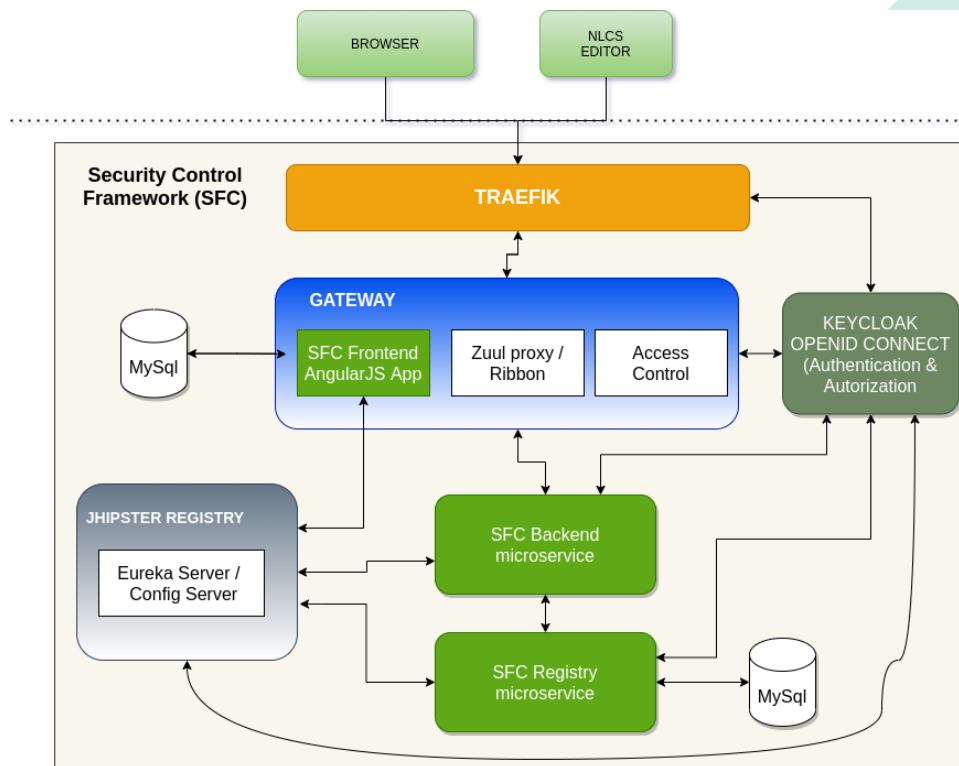 BROWSER
NLCS
EDITOR
Security Control
Framework (SFC)
TRAEFIK
GATEWAY
SFC Frontend
AngularJS App
Zuul proxy /
Ribbon
Access
Control
MySql
KEYCLOAK
OPENID CONNECT
(Authentication &
Autorization
JHIPSTER REGISTRY
Eureka Server /
Config Server
SFC Backend
microservice
SFC Registry
microservice
MySql